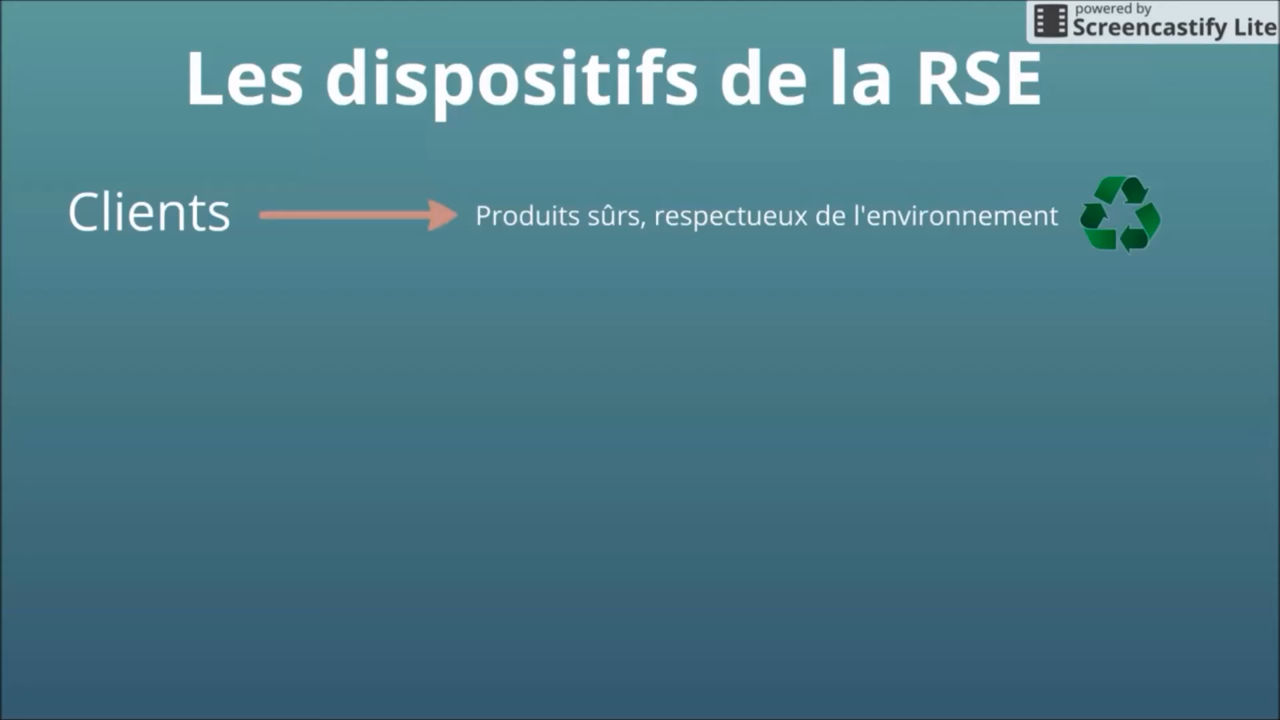 powered by
Screencastify Lite
Les dispositifs de la RSE
Clients
Produits sûrs, respectueux de l'environnement